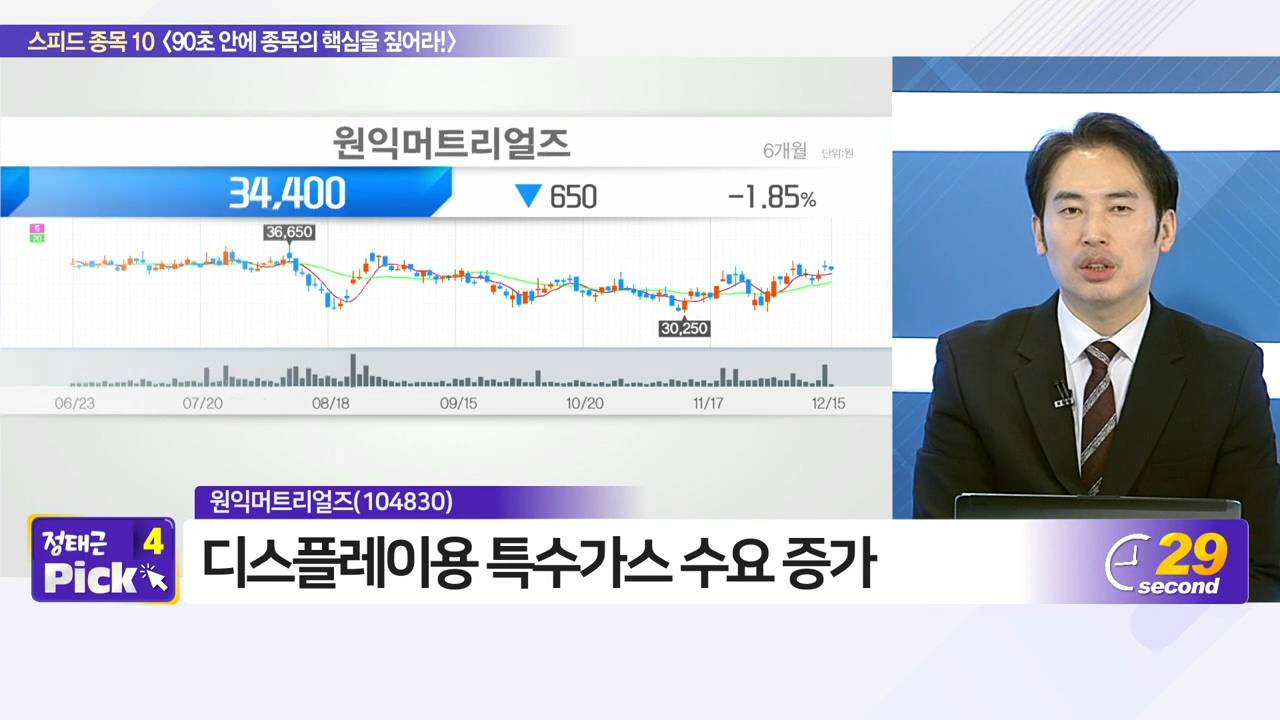 스피드 종목 10 〈90초 안에 종목의 핵심을 짚어라!〉
원익머트리얼즈
6개월 단위:원
34,400 ▼ 650 -1.85%
5
20
36,650
30,250
06/23 07/20 08/18 09/15 10/20 11/17 12/15
원익머트리얼즈(104830)
정태근 4
Pick
디스플레이용 특수가스 수요 증가
29
second